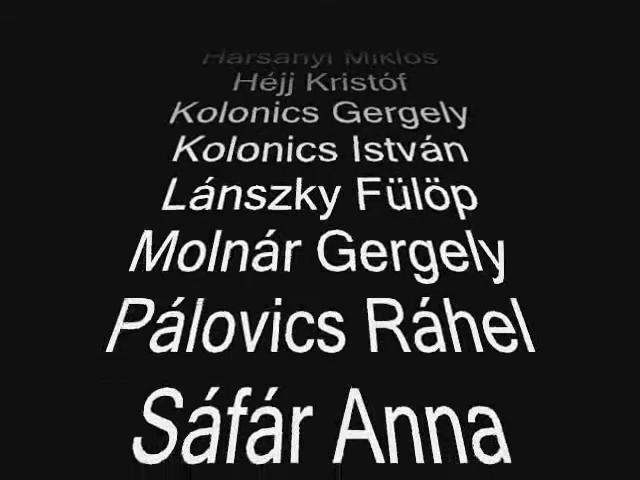 Harsányi Miklós
Héjj Kristóf
Kolonics Gergely
Kolonics István
Lánszky Fülöp
Molnár Gergely
Pálovics Ráhel
Sáfár Anna